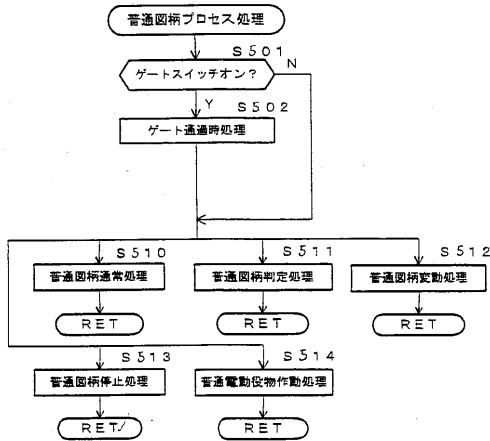 普通図柄プロセス処理
S501
ゲートスイッチオン?
N
Y
S502
ゲート通過時処理
S510
S511
S512
普通図柄通常処理
普通図柄判定処理
普通図柄変動処理
RET
RET
RET
S513
S514
普通図柄停止処理
普通電動役物作動処理
RET
RET